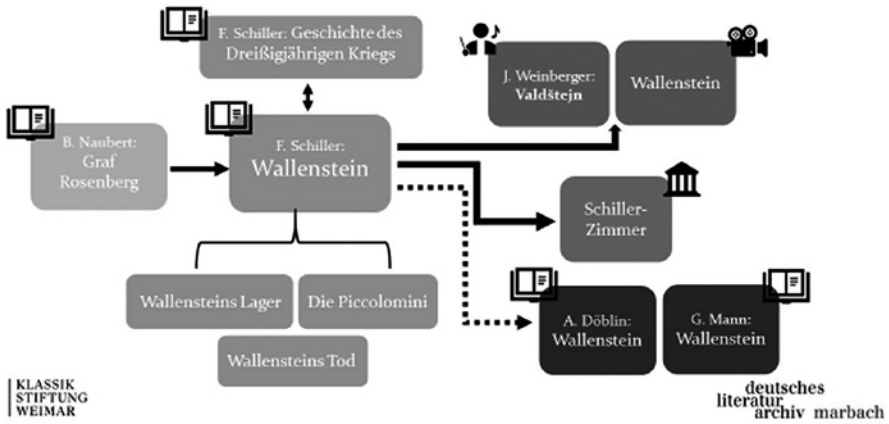 F. Schiller: Geschichte des
Dreißigjährigen Kriegs
B. Naubert:
Graf
Rosenberg
F. Schiller:
Wallenstein
Wallensteins Lager
Die Piccolomini
Wallensteins Tod
J. Weinberger:
Valdštejn
Wallenstein
Schiller-
Zimmer
A. Döblin:
Wallenstein
G. Mann:
Wallenstein
KLASSIK
STIFTUNG
WEIMAR
deutsches
literatur
archiv marbach